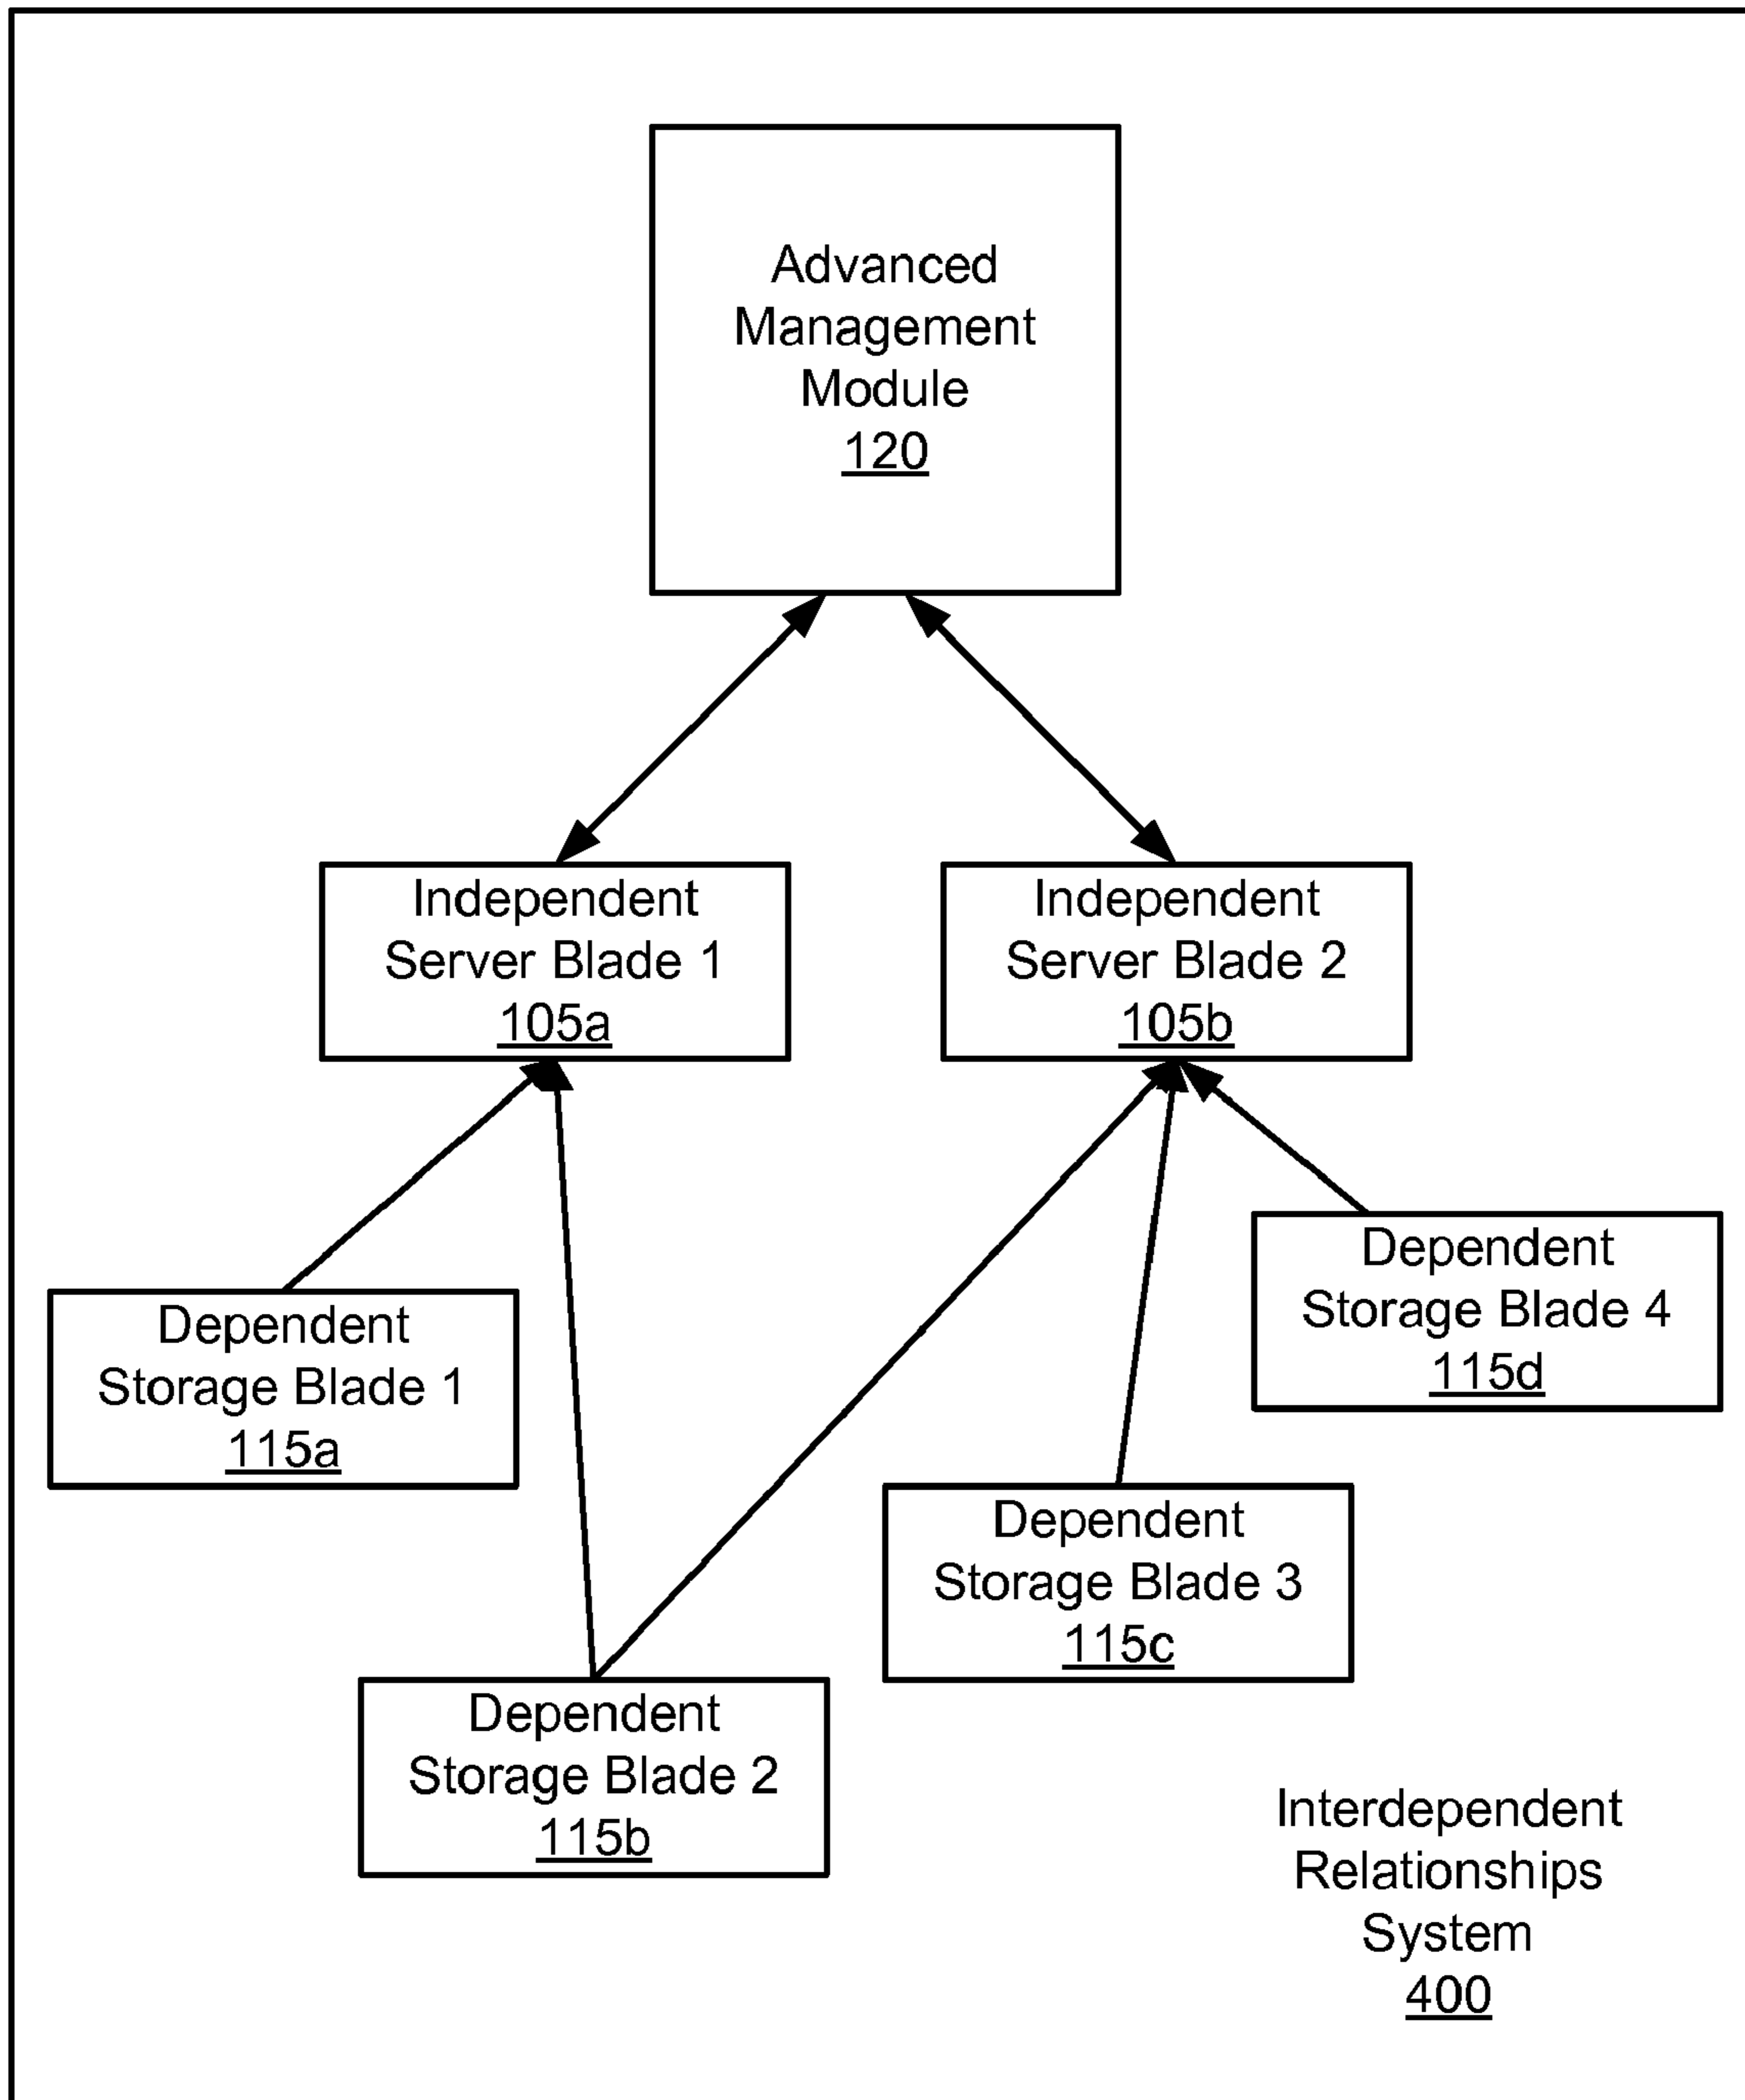 Advanced
Management
Module
120
Independent
Server Blade 1
105a
Independent
Server Blade 2
105b
Dependent
Storage Blade 4
115d
Dependent
Storage Blade 1
115a
Dependent
Storage Blade 3
115c
Dependent
Storage Blade 2
115b
Interdependent
Relationships
System
400